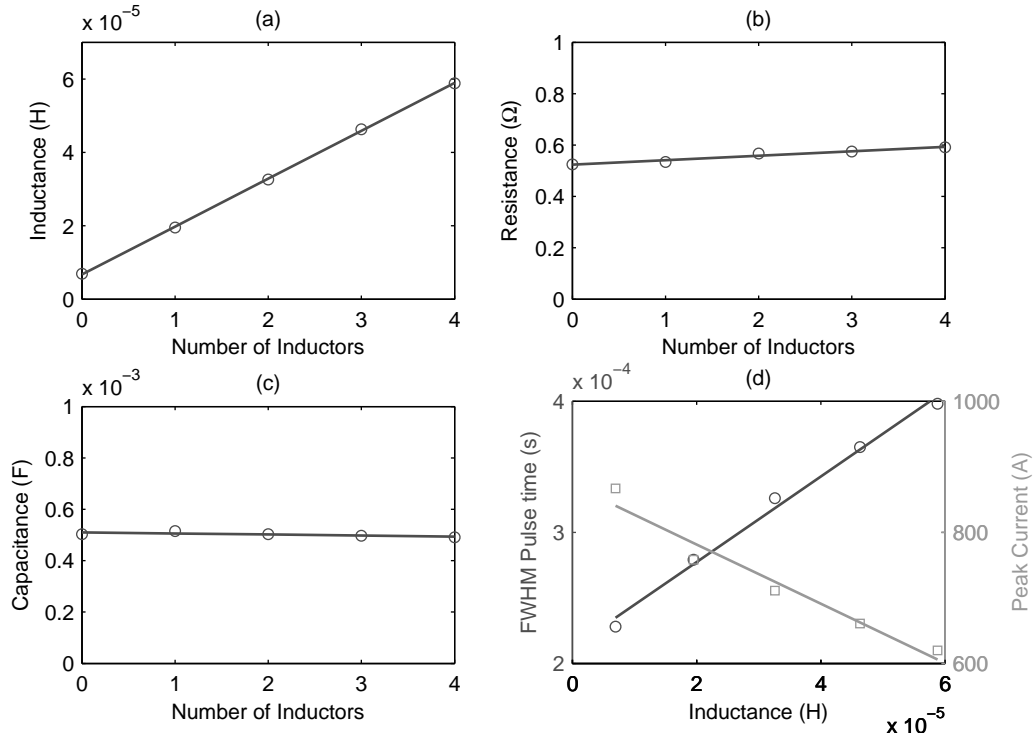 x 10⁻⁵
(a)
6
4
2
0
Inductance (H)
0 1 2 3 4
Number of Inductors
(b)
1
0.8
0.6
0.4
0.2
0
Resistance (Ω)
0 1 2 3 4
Number of Inductors
x 10⁻³
(c)
1
0.8
0.6
0.4
0.2
0
Capacitance (F)
0 1 2 3 4
Number of Inductors
x 10⁻⁴
(d)
4
3
2
FWHM Pulse time (s)
1000
800
600
Peak Current (A)
0 2 4 6
Inductance (H)
x 10⁻⁵